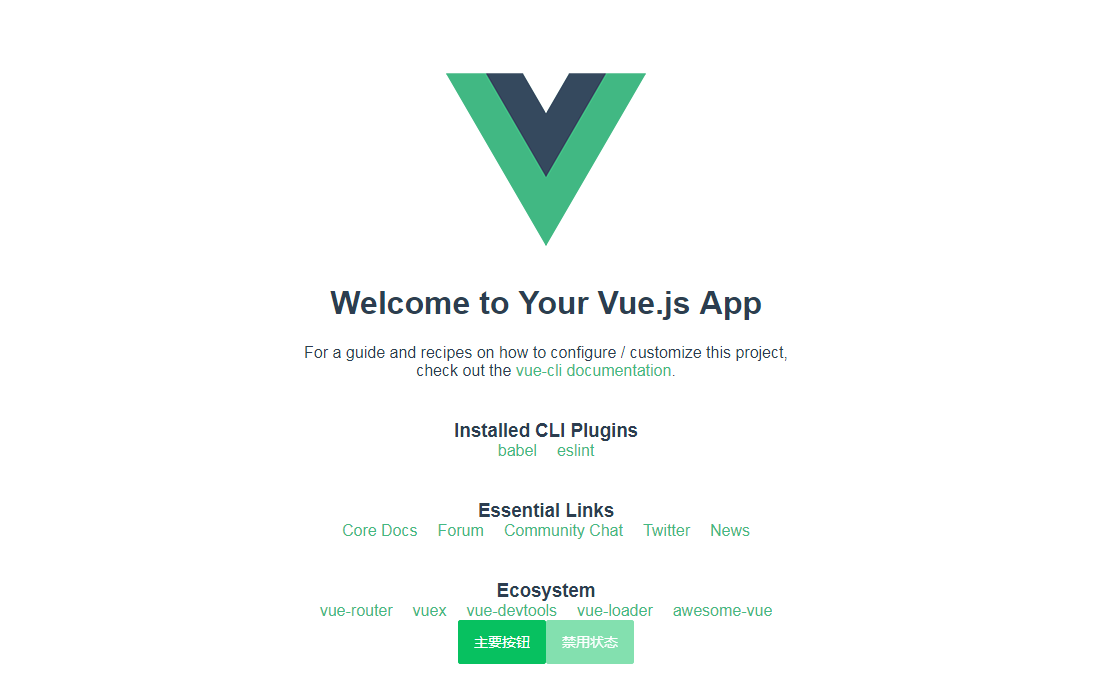 Welcome to Your Vue.js App
For a guide and recipes on how to configure / customize this project,
check out the vue-cli documentation.
Installed CLI Plugins
babel eslint
Essential Links
Core Docs Forum Community Chat Twitter News
Ecosystem
vue-router vuex vue-devtools vue-loader awesome-vue
主要按钮 禁用状态